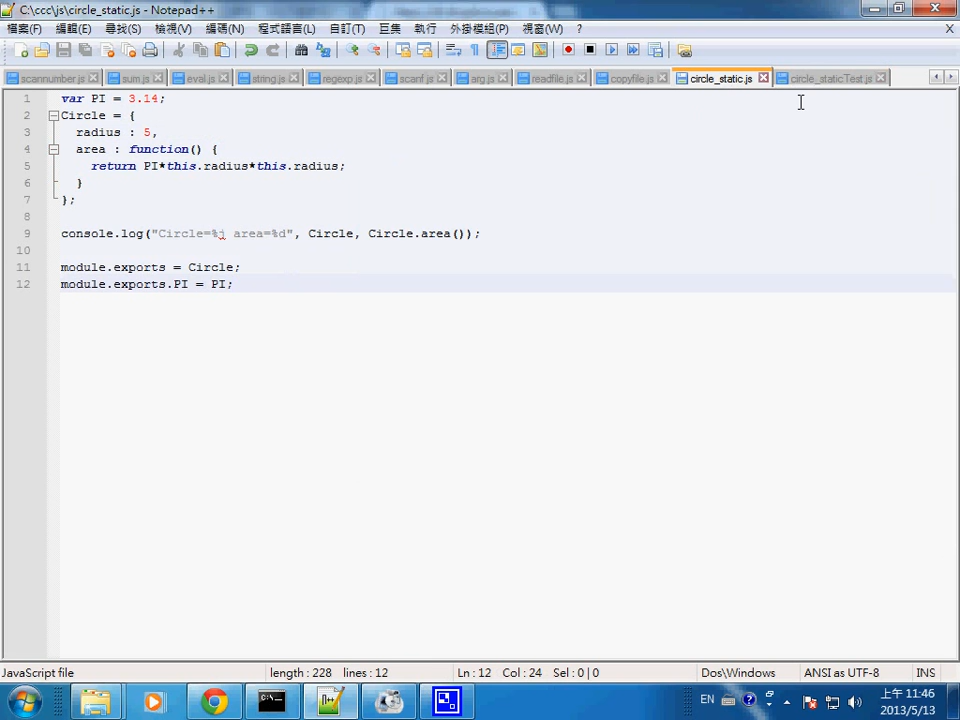 C:\ccc\js\circle_static.js - Notepad++
檔案(F) 編輯(E) 尋找(S) 檢視(V) 編碼(N) 程式語言(L) 自訂(T) 巨集 執行 外掛模組(P) 視窗(W) ? X
scannumber.js sum.js eval.js string.js regexp.js scanf.js arg.js readfile.js copyfile.js circle_static.js circle_staticTest.js
1 var PI = 3.14;
2 Circle = {
3 radius : 5,
4 area : function() {
5 return PI*this.radius*this.radius;
6 }
7 };
8
9 console.log("Circle=%j area=%d", Circle, Circle.area());
10
11 module.exports = Circle;
12 module.exports.PI = PI;
JavaScript file length : 228 lines : 12 Ln : 12 Col : 24 Sel : 0 | 0 Dos\Windows ANSI as UTF-8 INS
EN 上午 11:46
2013/5/13